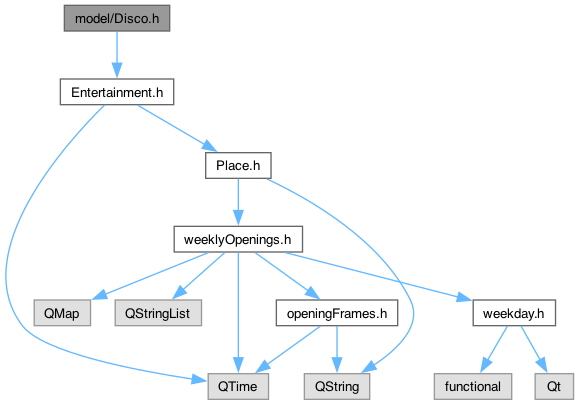 model/Disco.h
Entertainment.h
Place.h
weeklyOpenings.h
QMap
QStringList
openingFrames.h
weekday.h
QTime
QString
functional
Qt